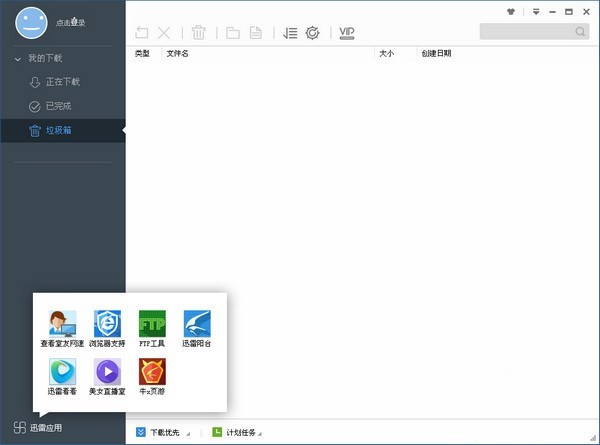 点击登录
VIP
我的下载
正在下载
已完成
垃圾箱
类型 文件名 大小 创建日期
查看室友网速 浏览器支持 FTP工具 迅雷阳台
迅雷看看 美女直播室 牛x页游
迅雷应用
下载优先 计划任务
FTP